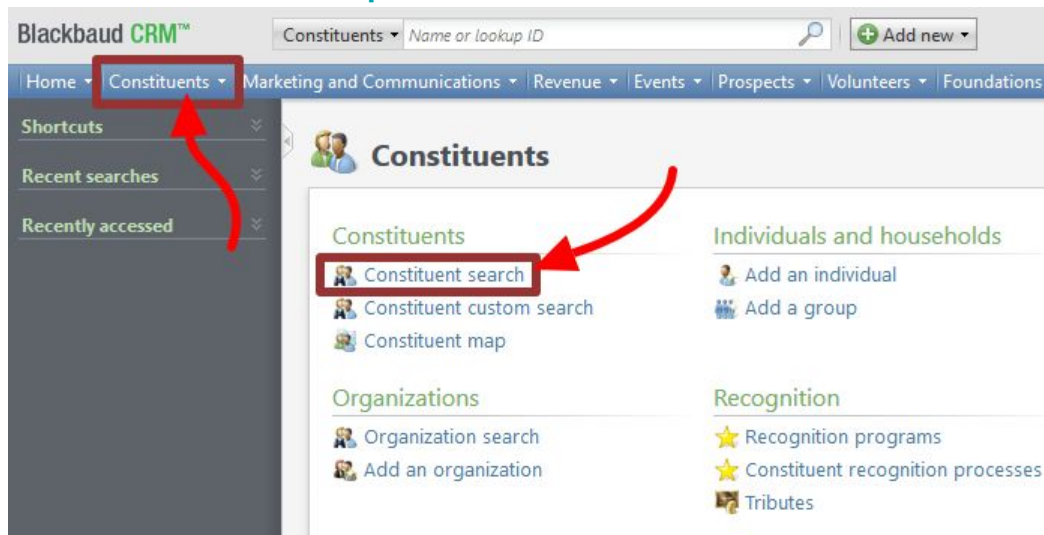 Blackbaud CRM™
Constituents Name or lookup ID
Add new
Home Constituents Marketing and Communications Revenue Events Prospects Volunteers Foundations
Shortcuts
Recent searches
Recently accessed
Constituents
Constituents
Constituent search
Constituent custom search
Constituent map
Individuals and households
Add an individual
Add a group
Organizations
Organization search
Add an organization
Recognition
Recognition programs
Constituent recognition processes
Tributes